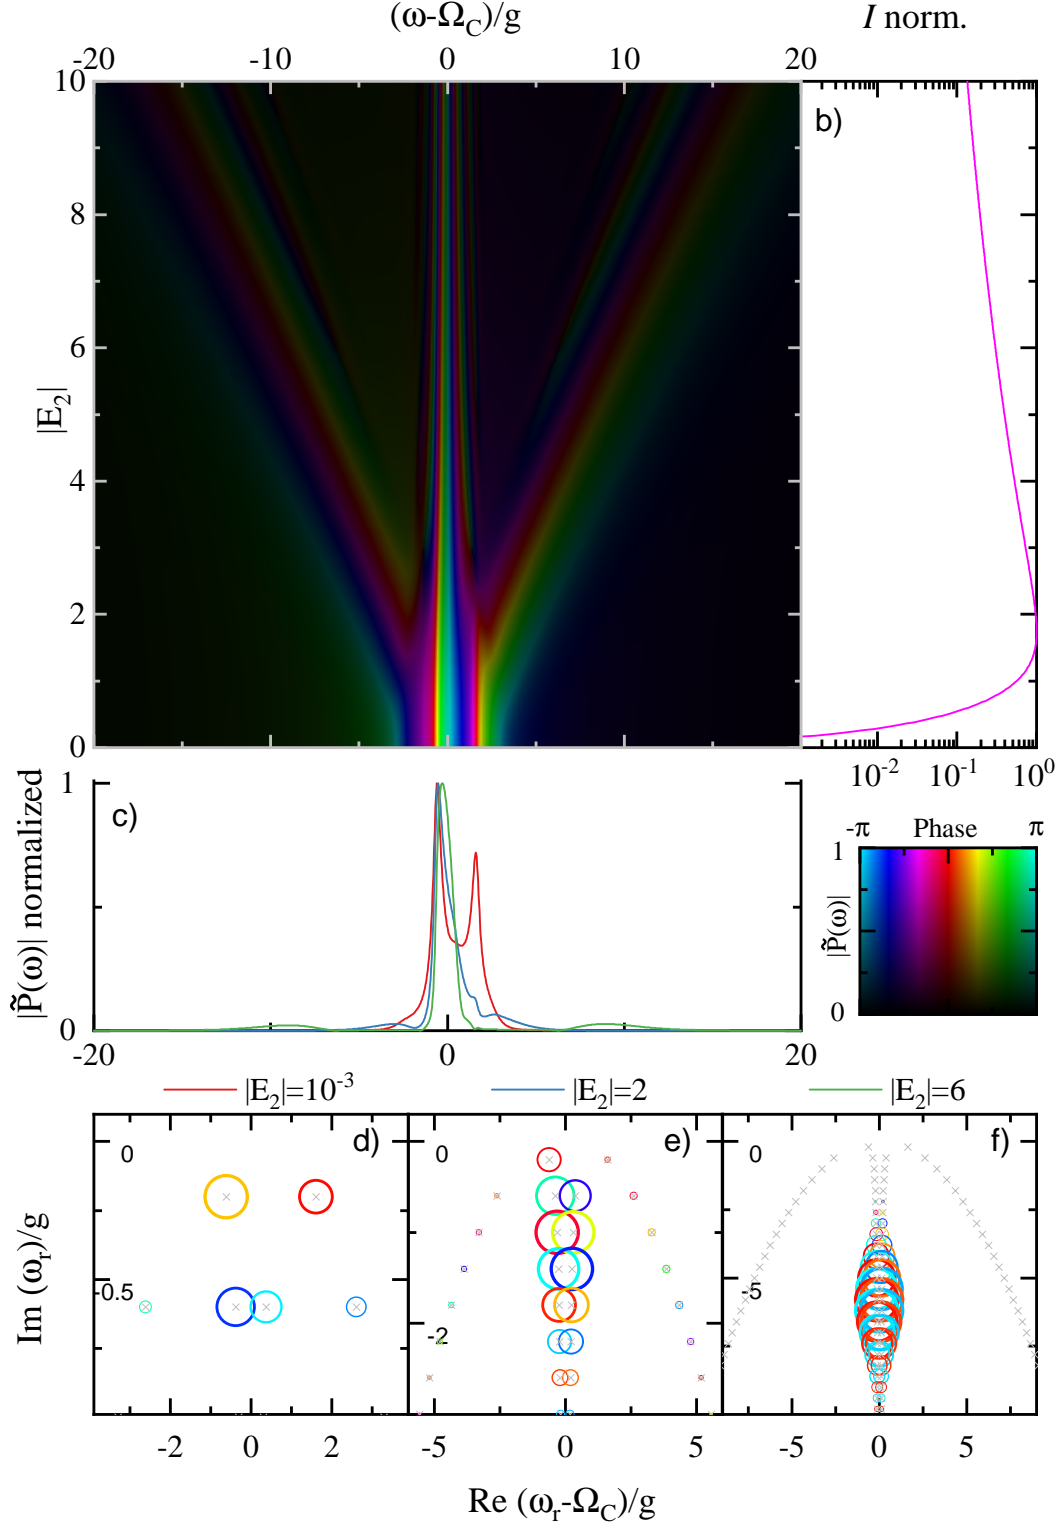 (ω-Ω_C)/g
I norm.
-20 -10 0 10 20
10
8
6
4
2
0
|E_2|
b)
10^-2 10^-1 10^0
c)
1
0
|P̃(ω)| normalized
-20 0 20
-π Phase π
1
0
|P̃(ω)|
|E_2|=10^-3 |E_2|=2 |E_2|=6
d) e) f)
0 0 0
-0.5 -2 -5
Im (ω_r)/g
-2 0 2 -5 0 5 -5 0 5
Re (ω_r-Ω_C)/g